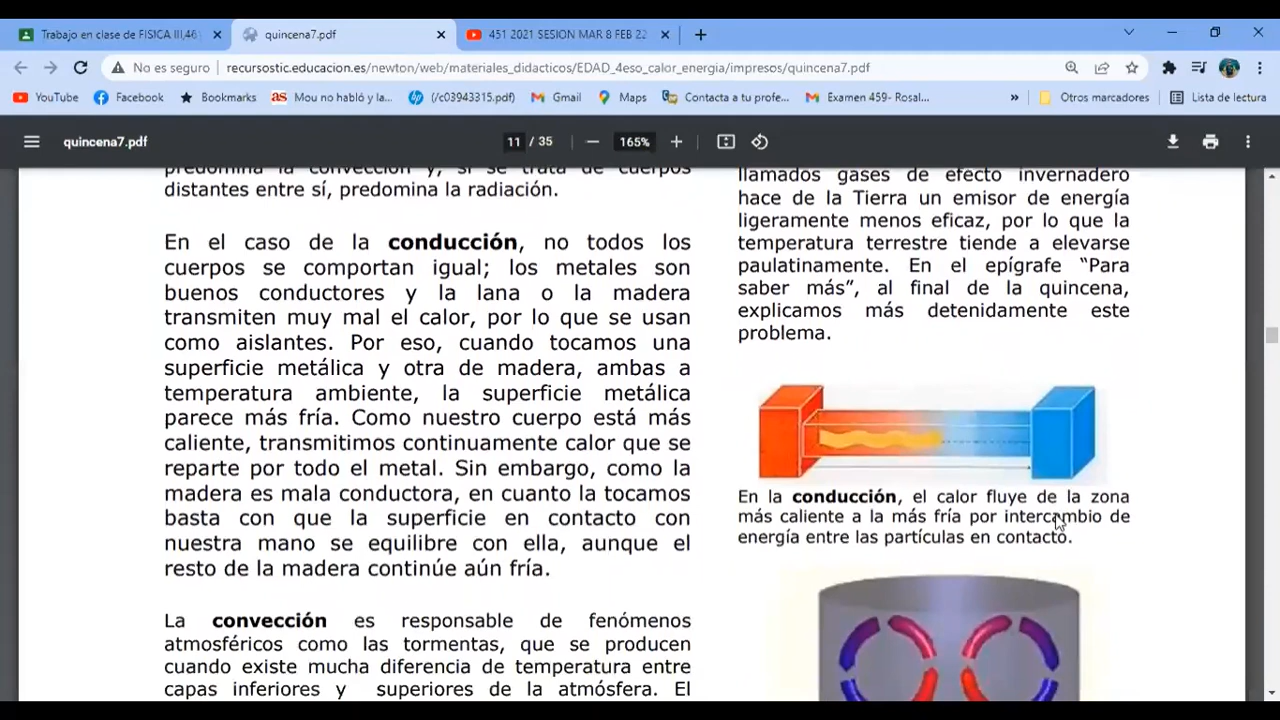 Trabajo en clase de FISICA III,46
quincena7.pdf
451 2021 SESION MAR 8 FEB 22
No es seguro
recursostic.educacion.es/newton/web/materiales_didacticos/EDAD_4eso_calor_energia/impresos/quincena7.pdf
YouTube
Facebook
Bookmarks
as
Mou no habló y la...
hp
(/c03943315.pdf)
Gmail
Maps
Contacta a tu profe...
Examen 459- Rosal...
»
Otros marcadores
Lista de lectura
quincena7.pdf
11 / 35
165%
predomina la convección y, si se trata de cuerpos
distantes entre sí, predomina la radiación.
En el caso de la conducción, no todos los
cuerpos se comportan igual; los metales son
buenos conductores y la lana o la madera
transmiten muy mal el calor, por lo que se usan
como aislantes. Por eso, cuando tocamos una
superficie metálica y otra de madera, ambas a
temperatura ambiente, la superficie metálica
parece más fría. Como nuestro cuerpo está más
caliente, transmitimos continuamente calor que se
reparte por todo el metal. Sin embargo, como la
madera es mala conductora, en cuanto la tocamos
basta con que la superficie en contacto con
nuestra mano se equilibre con ella, aunque el
resto de la madera continúe aún fría.
La convección es responsable de fenómenos
atmosféricos como las tormentas, que se producen
cuando existe mucha diferencia de temperatura entre
capas inferiores y superiores de la atmósfera. El
llamados gases de efecto invernadero
hace de la Tierra un emisor de energía
ligeramente menos eficaz, por lo que la
temperatura terrestre tiende a elevarse
paulatinamente. En el epígrafe “Para
saber más”, al final de la quincena,
explicamos más detenidamente este
problema.
En la conducción, el calor fluye de la zona
más caliente a la más fría por intercambio de
energía entre las partículas en contacto.